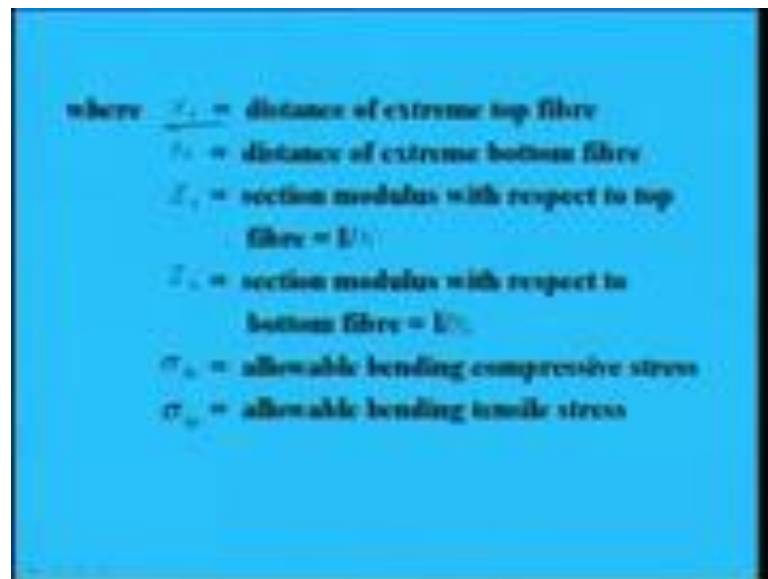 where = distance of extreme top fibre
= distance of extreme bottom fibre
= section modulus with respect to top
fibre = I/
= section modulus with respect to
bottom fibre = I/
σ = allowable bending compressive stress
σ = allowable bending tensile stress